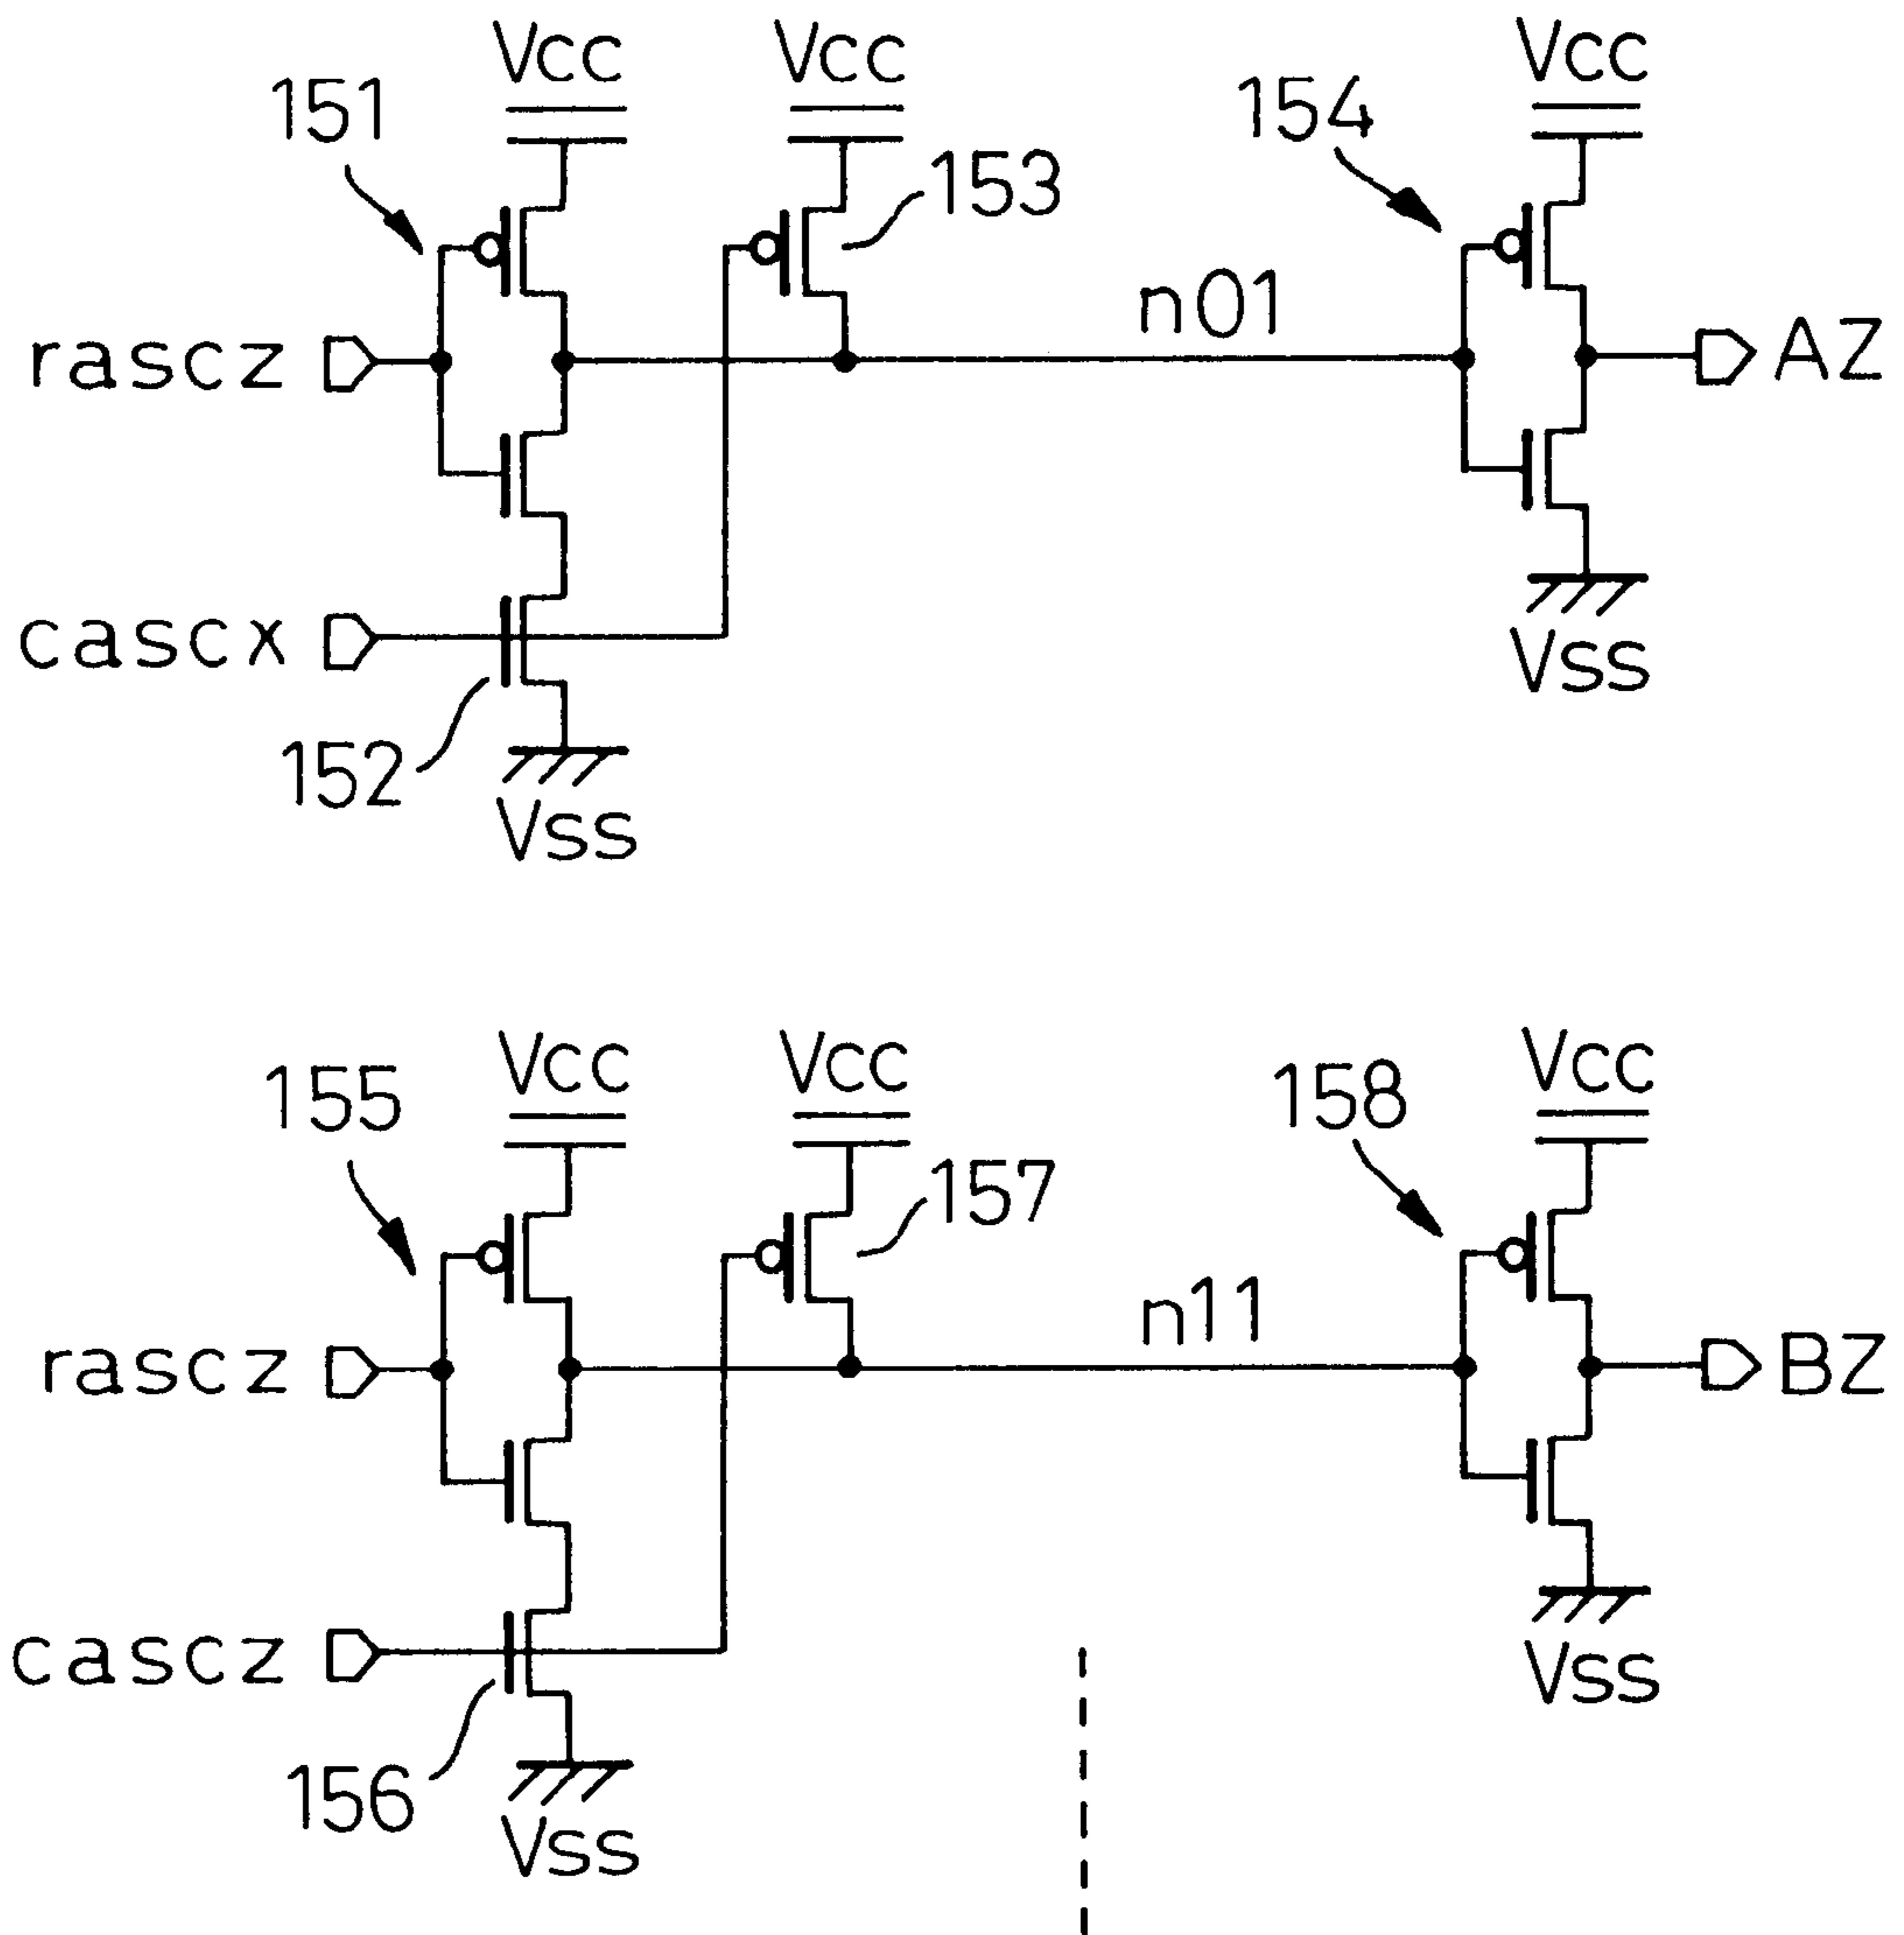 Vcc
Vcc
Vcc
151
154
153
n01
rascz
AZ
cascx
Vss
152
Vss
Vcc
Vcc
Vcc
155
158
157
n11
rascz
BZ
cascz
Vss
156
Vss